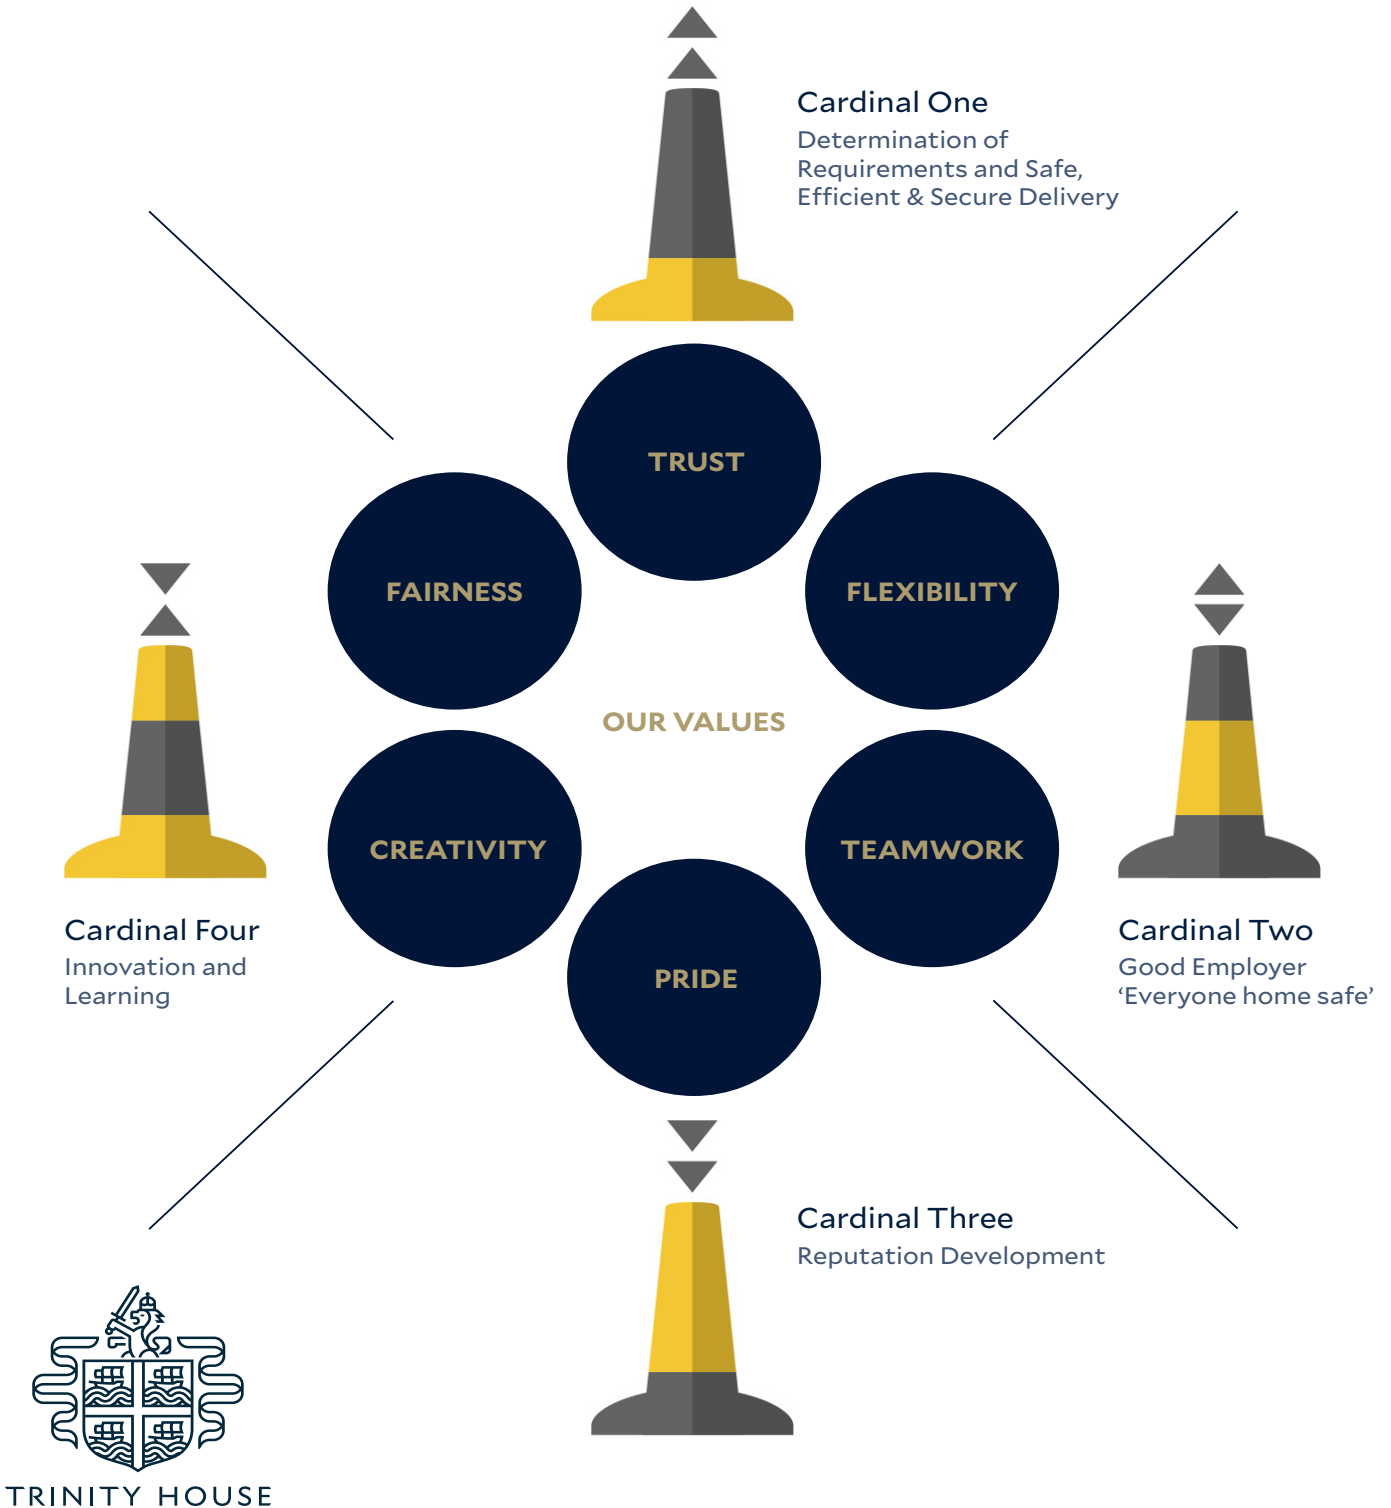 Cardinal One
Determination of
Requirements and Safe,
Efficient & Secure Delivery
TRUST
FAIRNESS
FLEXIBILITY
OUR VALUES
CREATIVITY
TEAMWORK
PRIDE
Cardinal Four
Innovation and
Learning
Cardinal Two
Good Employer
‘Everyone home safe’
Cardinal Three
Reputation Development
TRINITY HOUSE